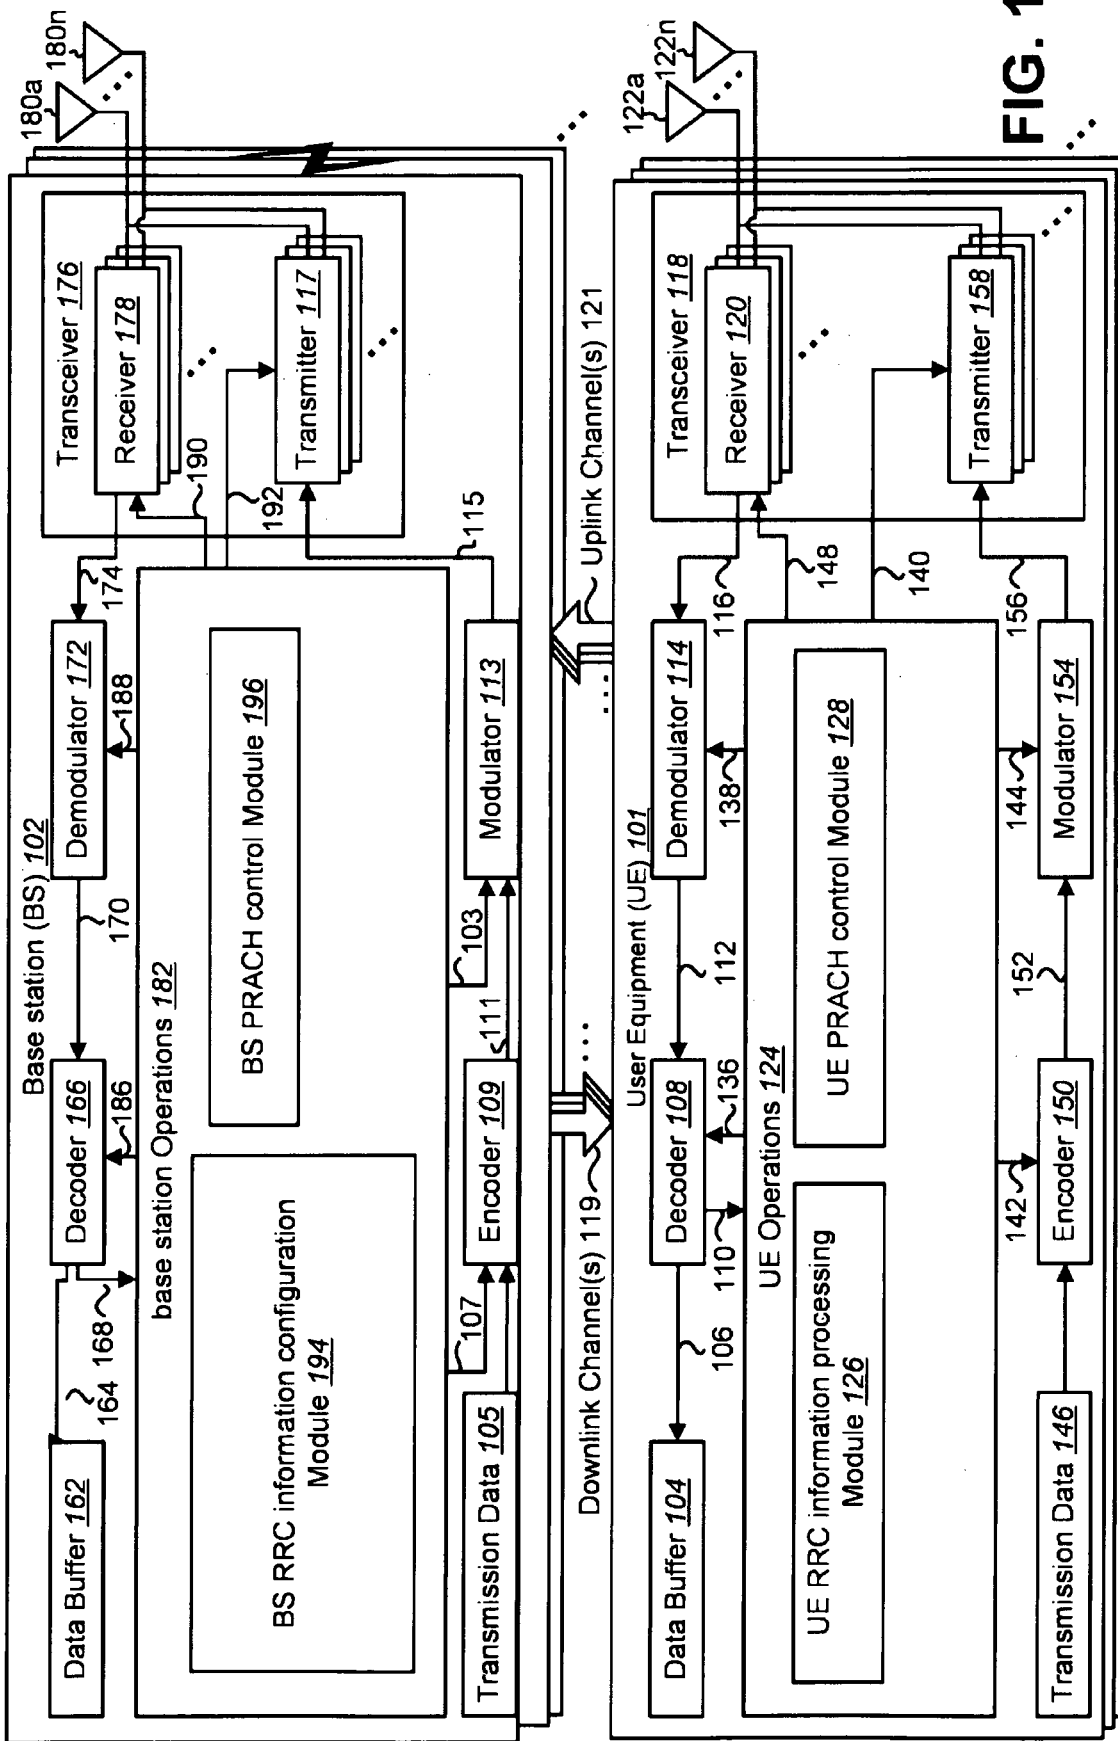 Base station (BS) 102
Data Buffer 162
164
168
Decoder 166
186
170
Demodulator 172
188
174
Transceiver 176
Receiver 178
190
192
Transmitter 117
180a
180n
base station Operations 182
BS RRC information configuration
Module 194
BS PRACH control Module 196
107
103
Transmission Data 105
Encoder 109
111
Modulator 113
115
Downlink Channel(s) 119
Uplink Channel(s) 121
User Equipment (UE) 101
Data Buffer 104
106
Decoder 108
110
136
112
Demodulator 114
138
116
Transceiver 118
Receiver 120
148
140
Transmitter 158
122a
122n
UE Operations 124
UE RRC information processing
Module 126
UE PRACH control Module 128
142
144
Transmission Data 146
Encoder 150
152
Modulator 154
156
FIG. 1